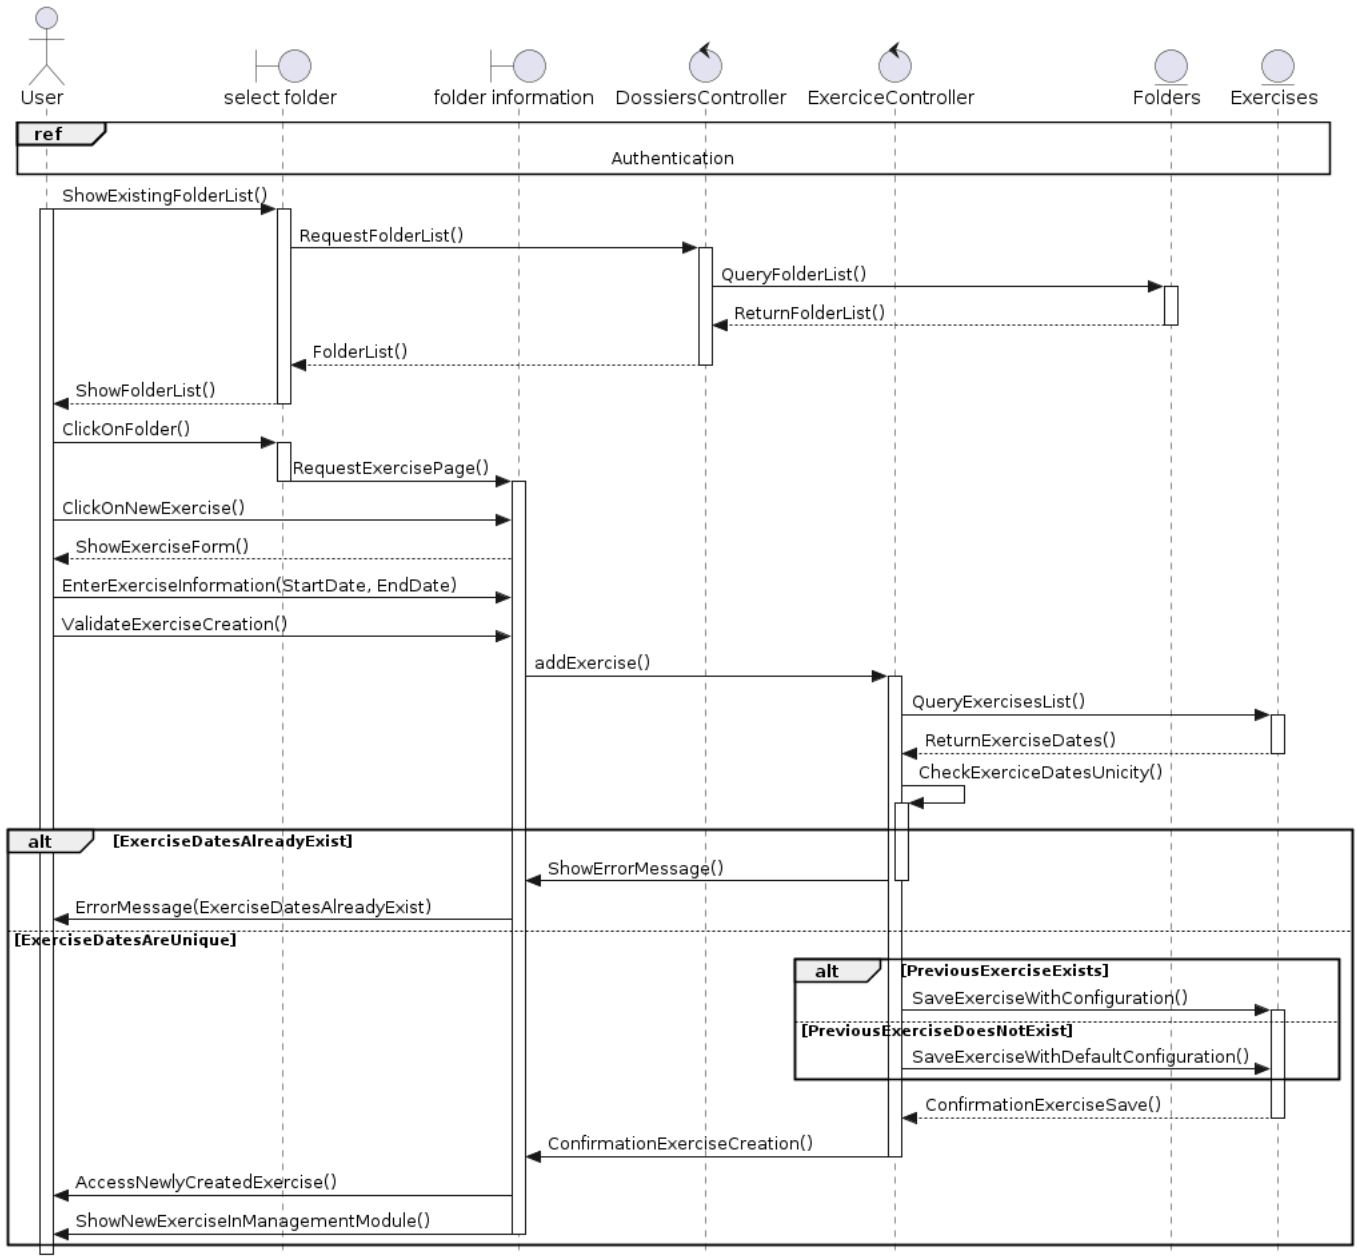 User
select folder
folder information
DossiersController
ExerciceController
Folders
Exercises
ref
Authentication
ShowExistingFolderList()
RequestFolderList()
QueryFolderList()
ReturnFolderList()
FolderList()
ShowFolderList()
ClickOnFolder()
RequestExercisePage()
ClickOnNewExercise()
ShowExerciseForm()
EnterExerciseInformation(StartDate, EndDate)
ValidateExerciseCreation()
addExercise()
QueryExercisesList()
ReturnExerciseDates()
CheckExerciceDatesUnicity()
alt [ExerciseDatesAlreadyExist]
ShowErrorMessage()
ErrorMessage(ExerciseDatesAlreadyExist)
[ExerciseDatesAreUnique]
alt [PreviousExerciseExists]
SaveExerciseWithConfiguration()
[PreviousExerciseDoesNotExist]
SaveExerciseWithDefaultConfiguration()
ConfirmationExerciseSave()
ConfirmationExerciseCreation()
AccessNewlyCreatedExercise()
ShowNewExerciseInManagementModule()